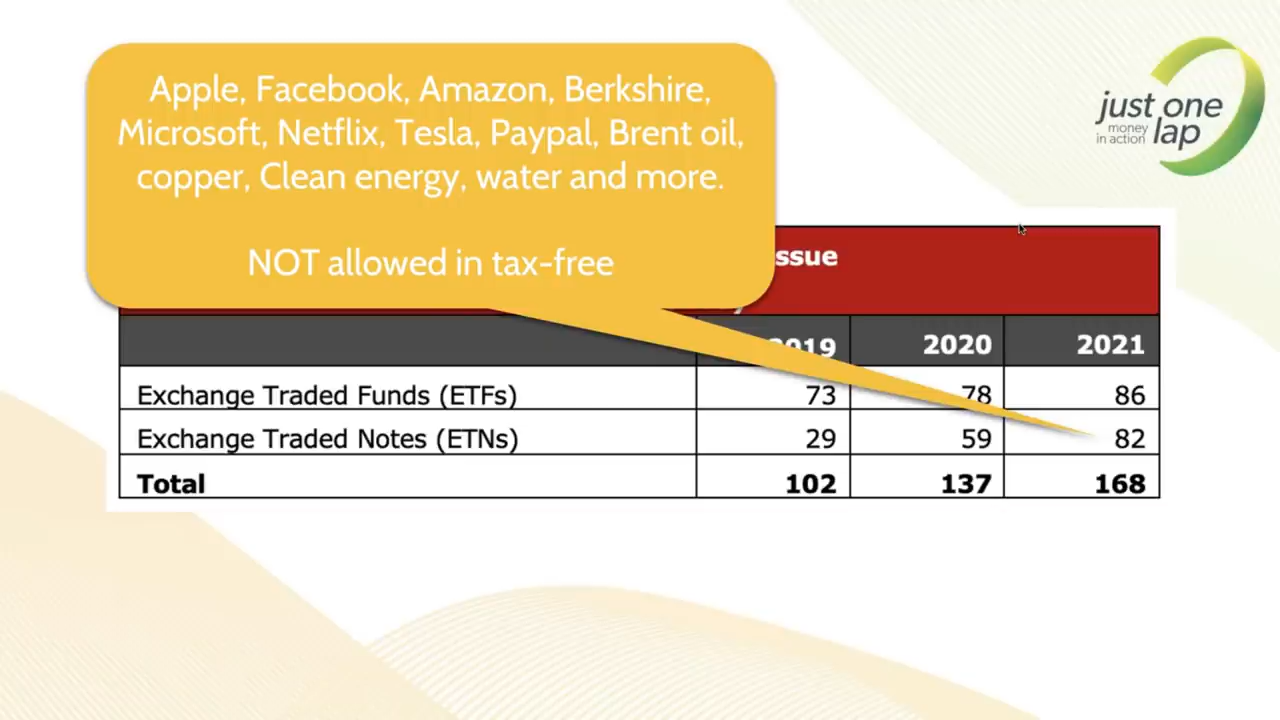 Apple, Facebook, Amazon, Berkshire,
Microsoft, Netflix, Tesla, Paypal, Brent oil,
copper, Clean energy, water and more.
NOT allowed in tax-free
just one
money
in action
lap
ssue
2019 2020 2021
Exchange Traded Funds (ETFs) 73 78 86
Exchange Traded Notes (ETNs) 29 59 82
Total 102 137 168